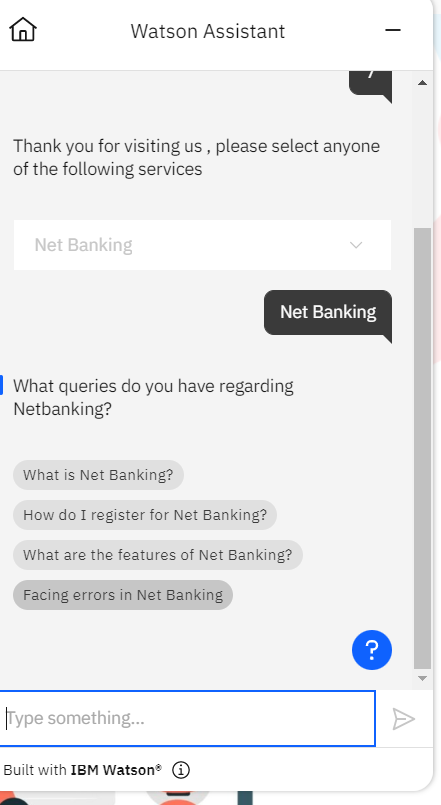 Watson Assistant
Thank you for visiting us , please select anyone
of the following services
Net Banking
Net Banking
What queries do you have regarding
Netbanking?
What is Net Banking?
How do I register for Net Banking?
What are the features of Net Banking?
Facing errors in Net Banking
?
Type something...
Built with IBM Watson®